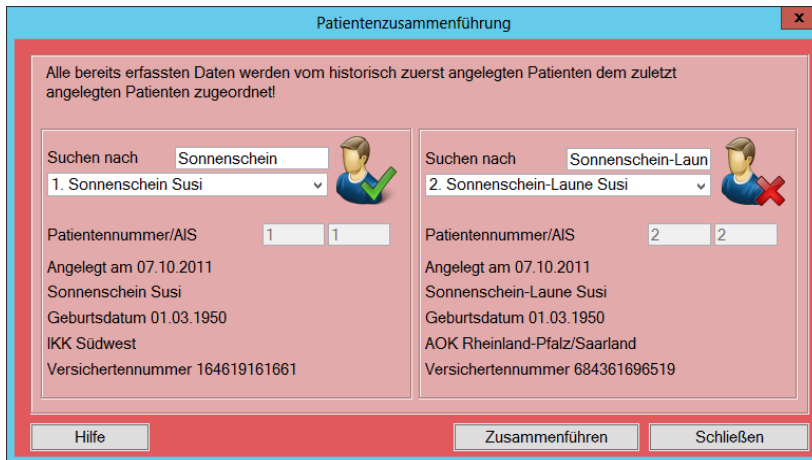 Patientenzusammenführung
x
Alle bereits erfassten Daten werden vom historisch zuerst angelegten Patienten dem zuletzt
angelegten Patienten zugeordnet!
Suchen nach Sonnenschein
1. Sonnenschein Susi
Patientennummer/AIS 1 1
Angelegt am 07.10.2011
Sonnenschein Susi
Geburtsdatum 01.03.1950
IKK Südwest
Versichertennummer 164619161661
Suchen nach Sonnenschein-Laun
2. Sonnenschein-Laune Susi
Patientennummer/AIS 2 2
Angelegt am 07.10.2011
Sonnenschein-Laune Susi
Geburtsdatum 01.03.1950
AOK Rheinland-Pfalz/Saarland
Versichertennummer 684361696519
Hilfe
Zusammenführen
Schließen